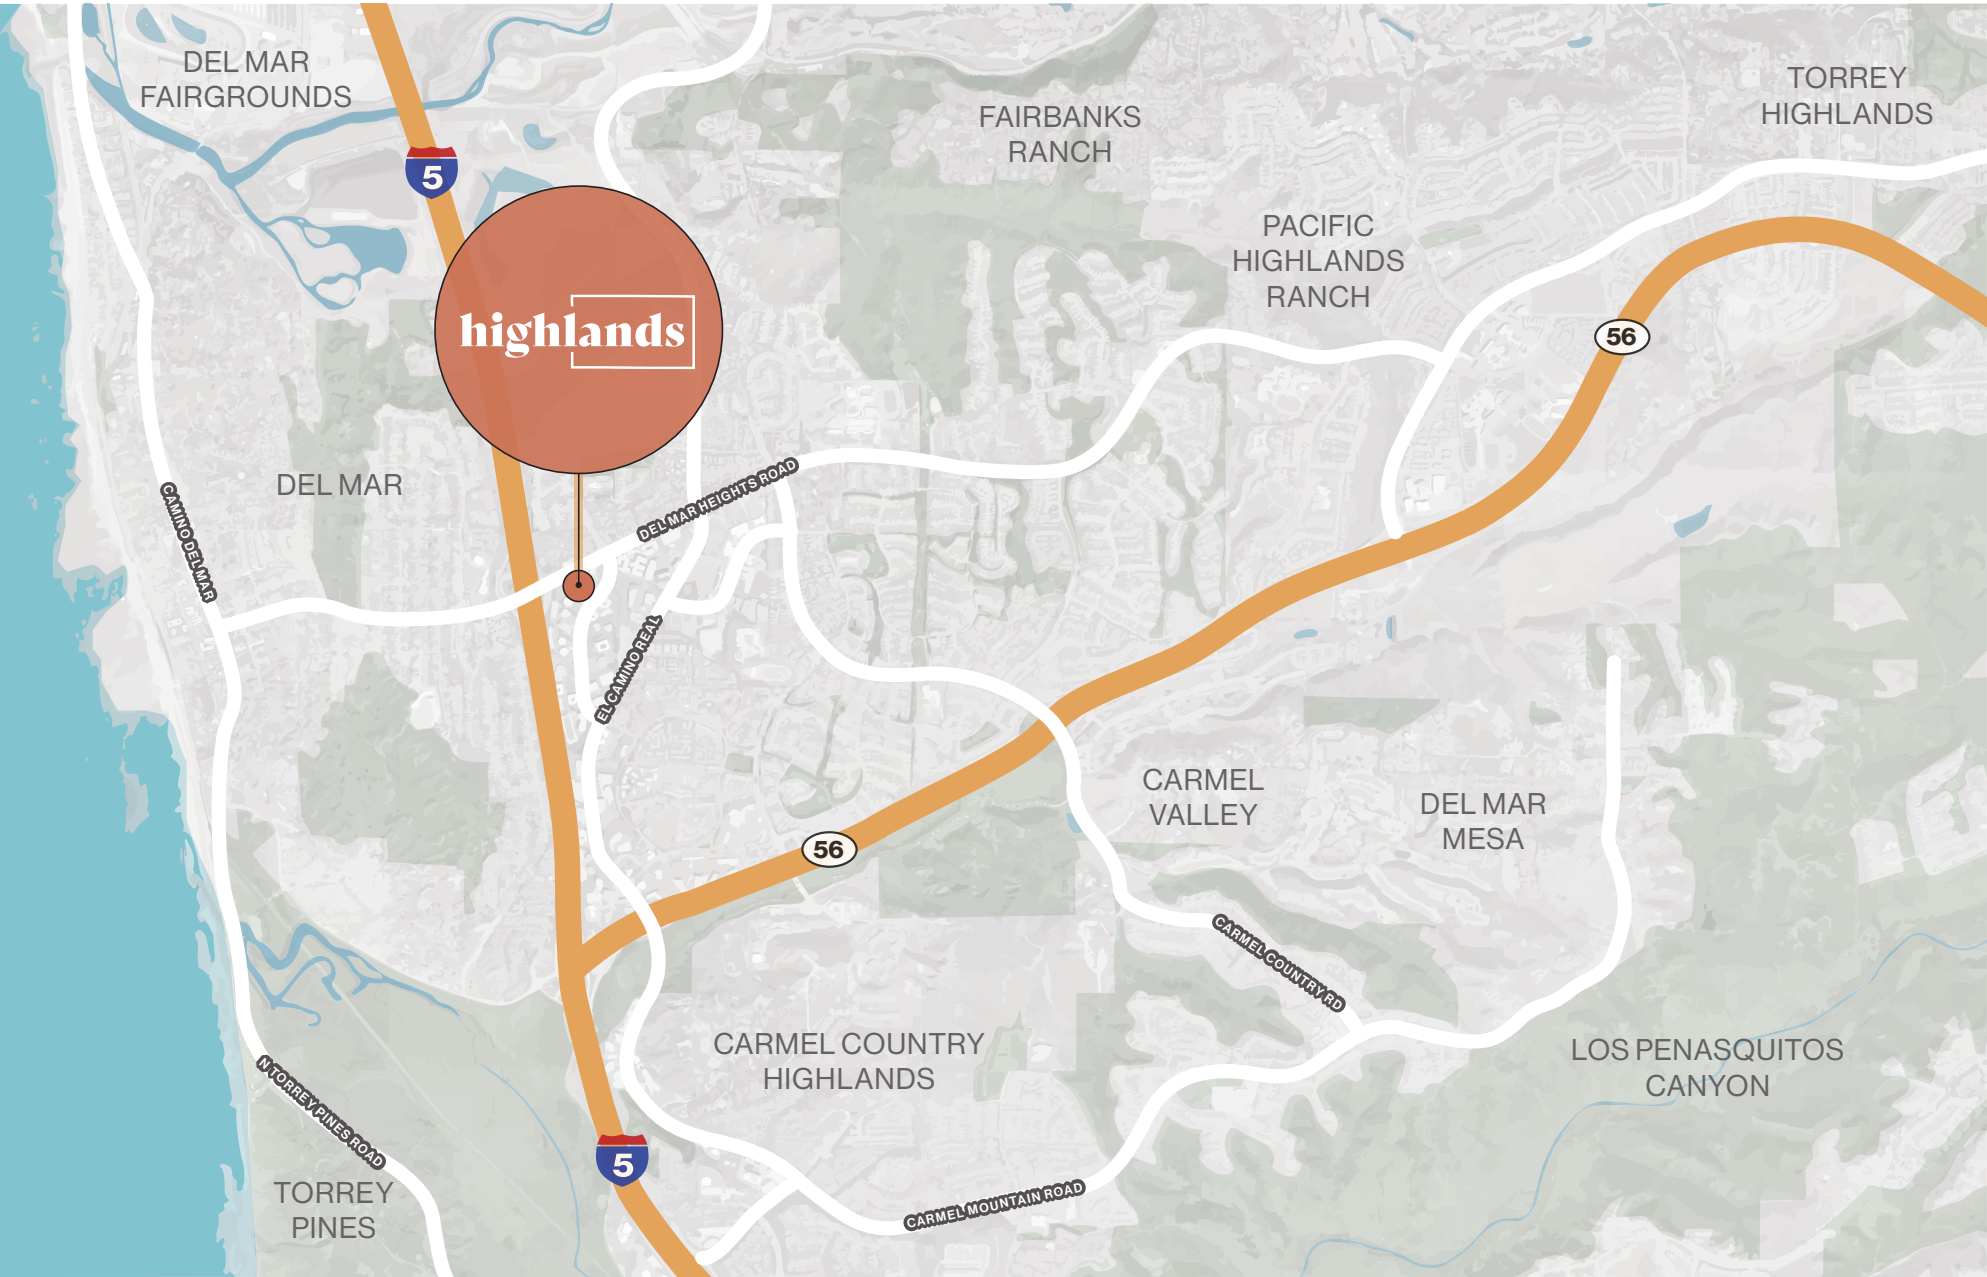 DEL MAR
FAIRGROUNDS
5
FAIRBANKS
RANCH
TORREY
HIGHLANDS
PACIFIC
HIGHLANDS
RANCH
highlands
56
DEL MAR
CAMINO DEL MAR
DEL MAR HEIGHTS ROAD
EL CAMINO REAL
CARMEL
VALLEY
DEL MAR
MESA
56
CARMEL COUNTRY RD
CARMEL COUNTRY
HIGHLANDS
LOS PENASQUITOS
CANYON
N TORREY PINES ROAD
5
TORREY
PINES
CARMEL MOUNTAIN ROAD